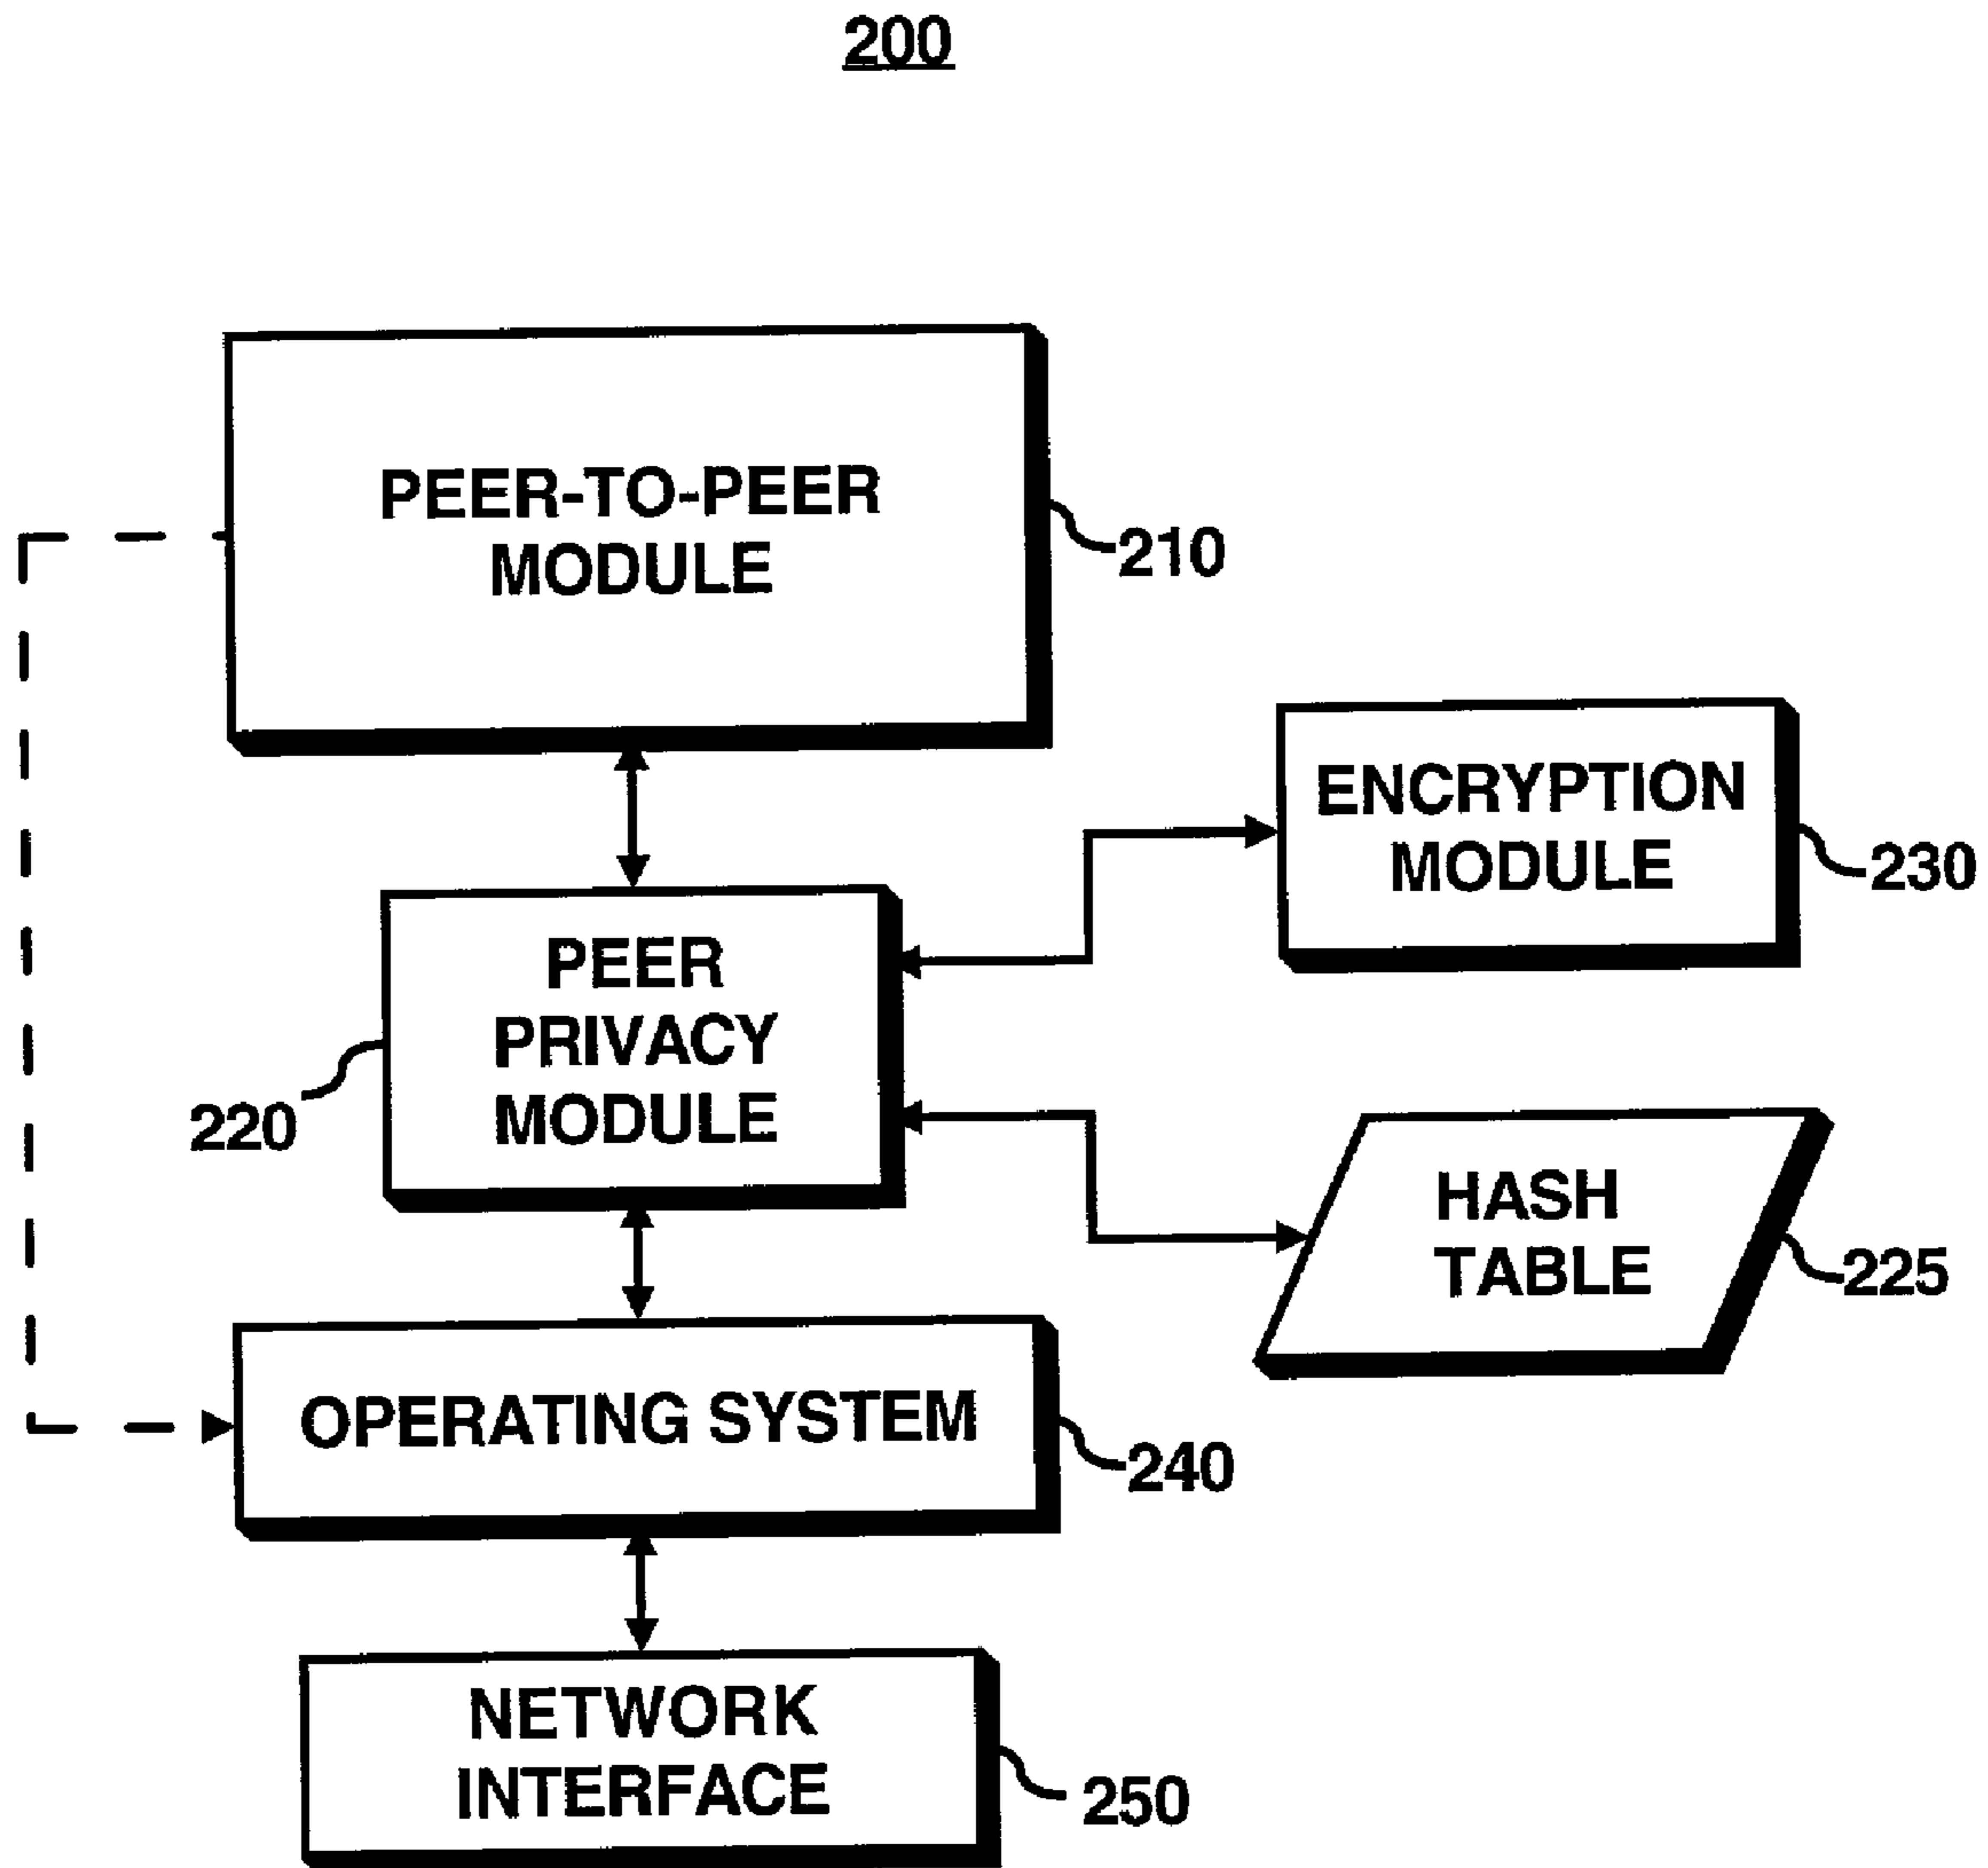 200
PEER-TO-PEER
MODULE
210
ENCRYPTION
MODULE
230
PEER
PRIVACY
MODULE
220
HASH
TABLE
225
OPERATING SYSTEM
240
NETWORK
INTERFACE
250